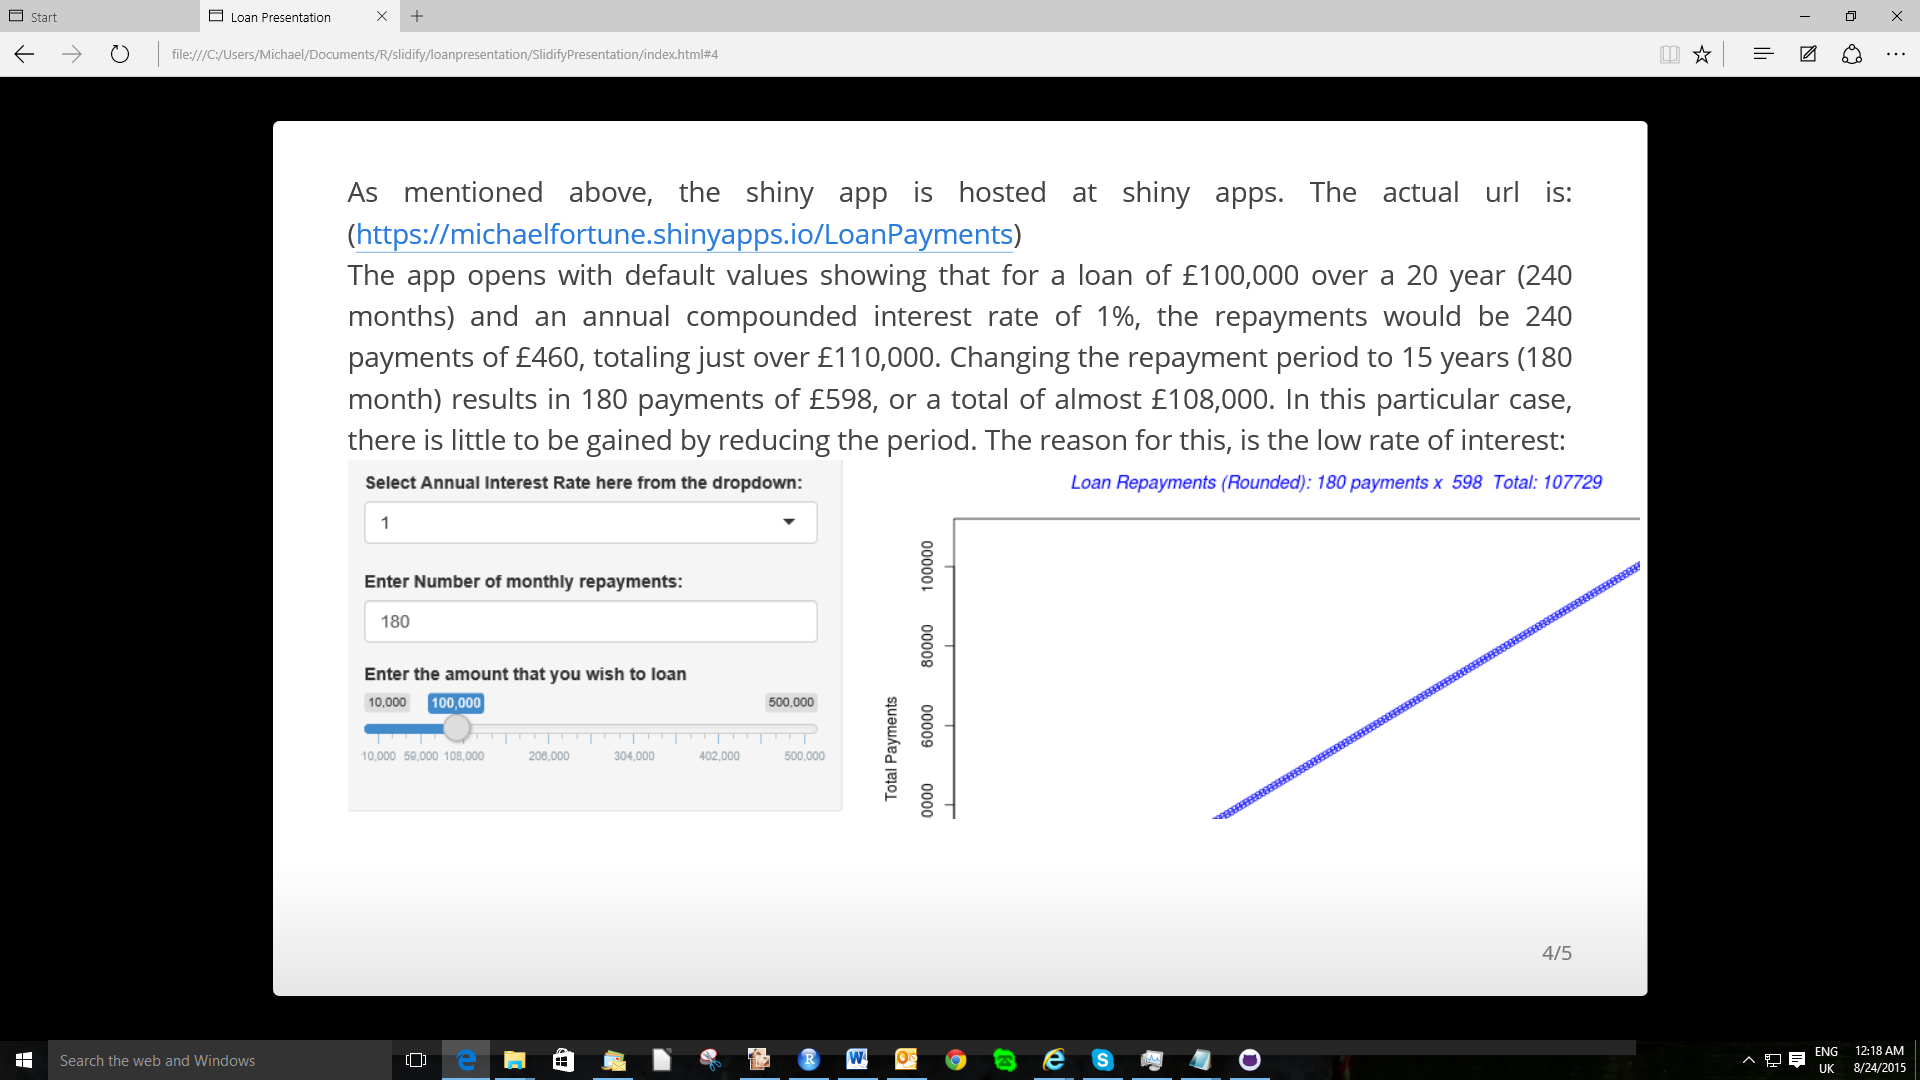 Start
Loan Presentation
file:///C:/Users/Michael/Documents/R/slidify/loanpresentation/SlidifyPresentation/index.html#4
As mentioned above, the shiny app is hosted at shiny apps. The actual url is:
(https://michaelfortune.shinyapps.io/LoanPayments)
The app opens with default values showing that for a loan of £100,000 over a 20 year (240
months) and an annual compounded interest rate of 1%, the repayments would be 240
payments of £460, totaling just over £110,000. Changing the repayment period to 15 years (180
month) results in 180 payments of £598, or a total of almost £108,000. In this particular case,
there is little to be gained by reducing the period. The reason for this, is the low rate of interest:
Select Annual Interest Rate here from the dropdown:
1
Enter Number of monthly repayments:
180
Enter the amount that you wish to loan
10,000 100,000 500,000
10,000 59,000 108,000 206,000 304,000 402,000 500,000
Loan Repayments (Rounded): 180 payments x 598 Total: 107729
100000
80000
60000
0000
Total Payments
4/5
Search the web and Windows
ENG
UK
12:18 AM
8/24/2015